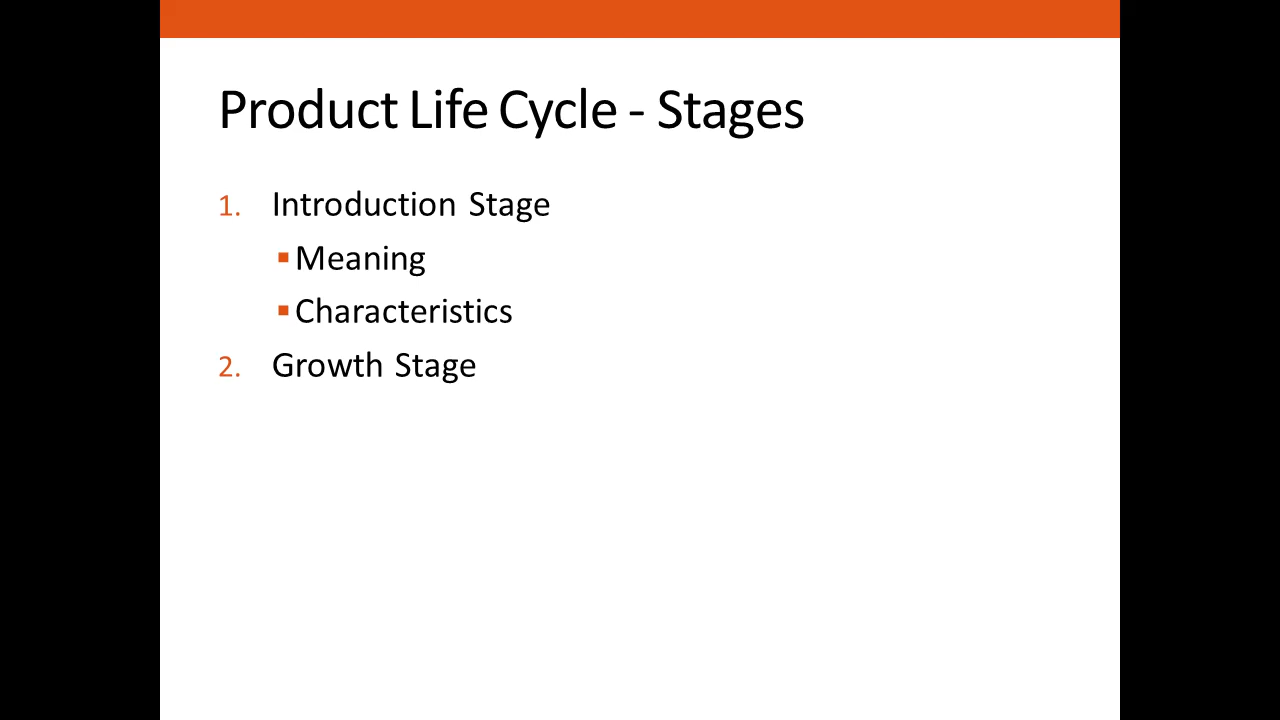 Product Life Cycle - Stages
1. Introduction Stage
▪ Meaning
▪ Characteristics
2. Growth Stage